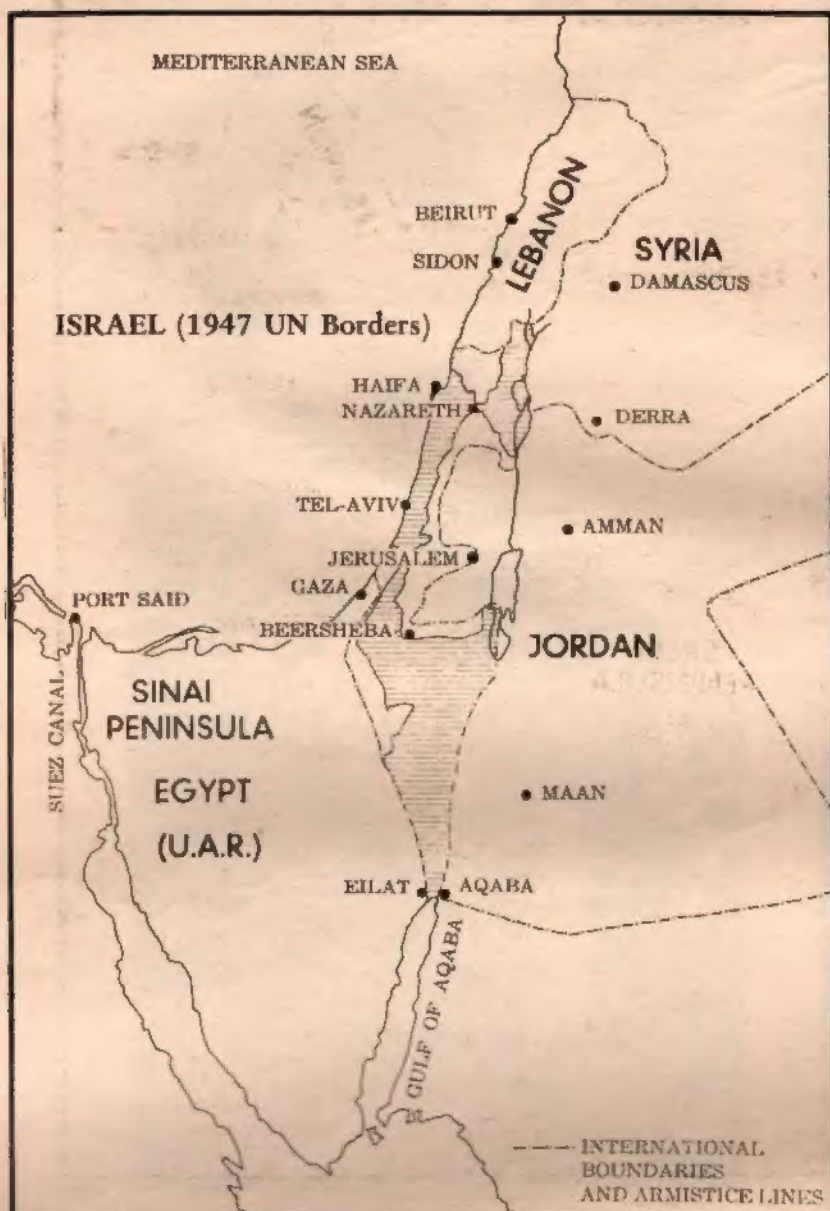 MEDITERRANEAN SEA
BEIRUT
LEBANON
SIDON
SYRIA
DAMASCUS
ISRAEL (1947 UN Borders)
HAIFA
NAZARETH
DERRA
TEL-AVIV
AMMAN
JERUSALEM
GAZA
PORT SAID
BEERSHEBA
JORDAN
SUEZ CANAL
SINAI
PENINSULA
EGYPT
(U.A.R.)
MAAN
EILAT
AQABA
GULF OF AQABA
INTERNATIONAL
BOUNDARIES
AND ARMISTICE LINES